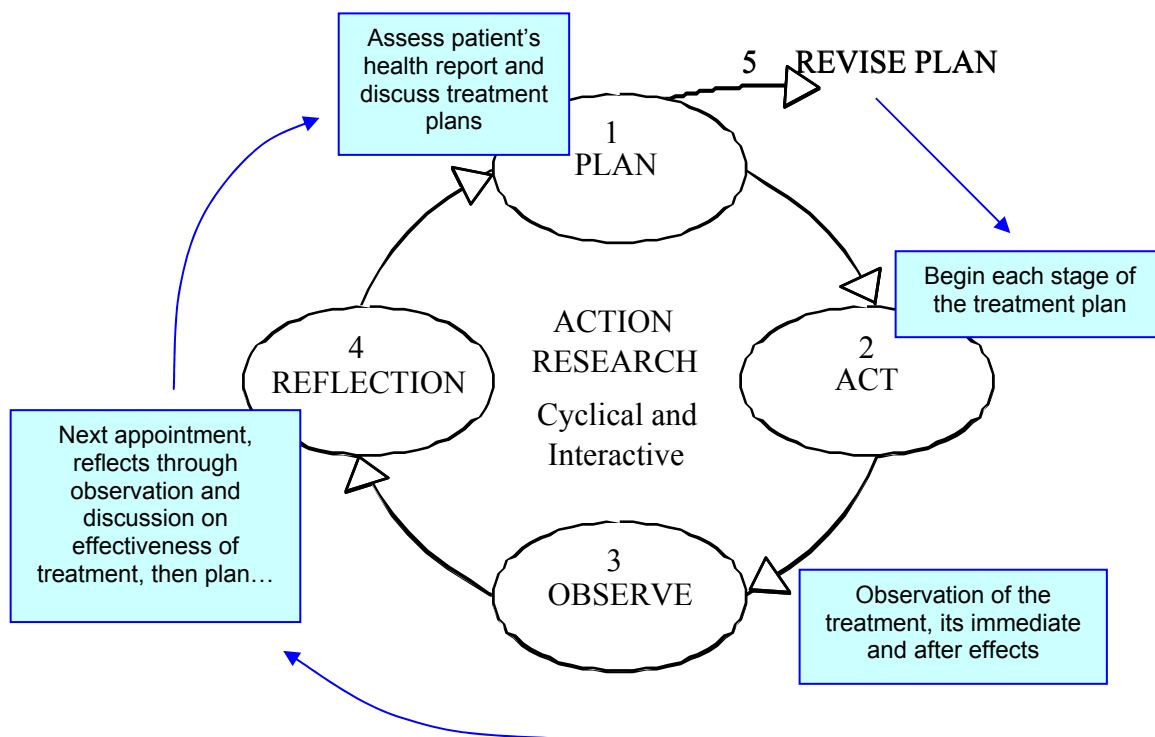 Assess patient’s
health report and
discuss treatment
plans
5 REVISE PLAN
1
PLAN
Begin each stage of
the treatment plan
2
ACT
ACTION
RESEARCH
Cyclical and
Interactive
4
REFLECTION
Next appointment,
reflects through
observation and
discussion on
effectiveness of
treatment, then plan…
3
OBSERVE
Observation of the
treatment, its immediate
and after effects